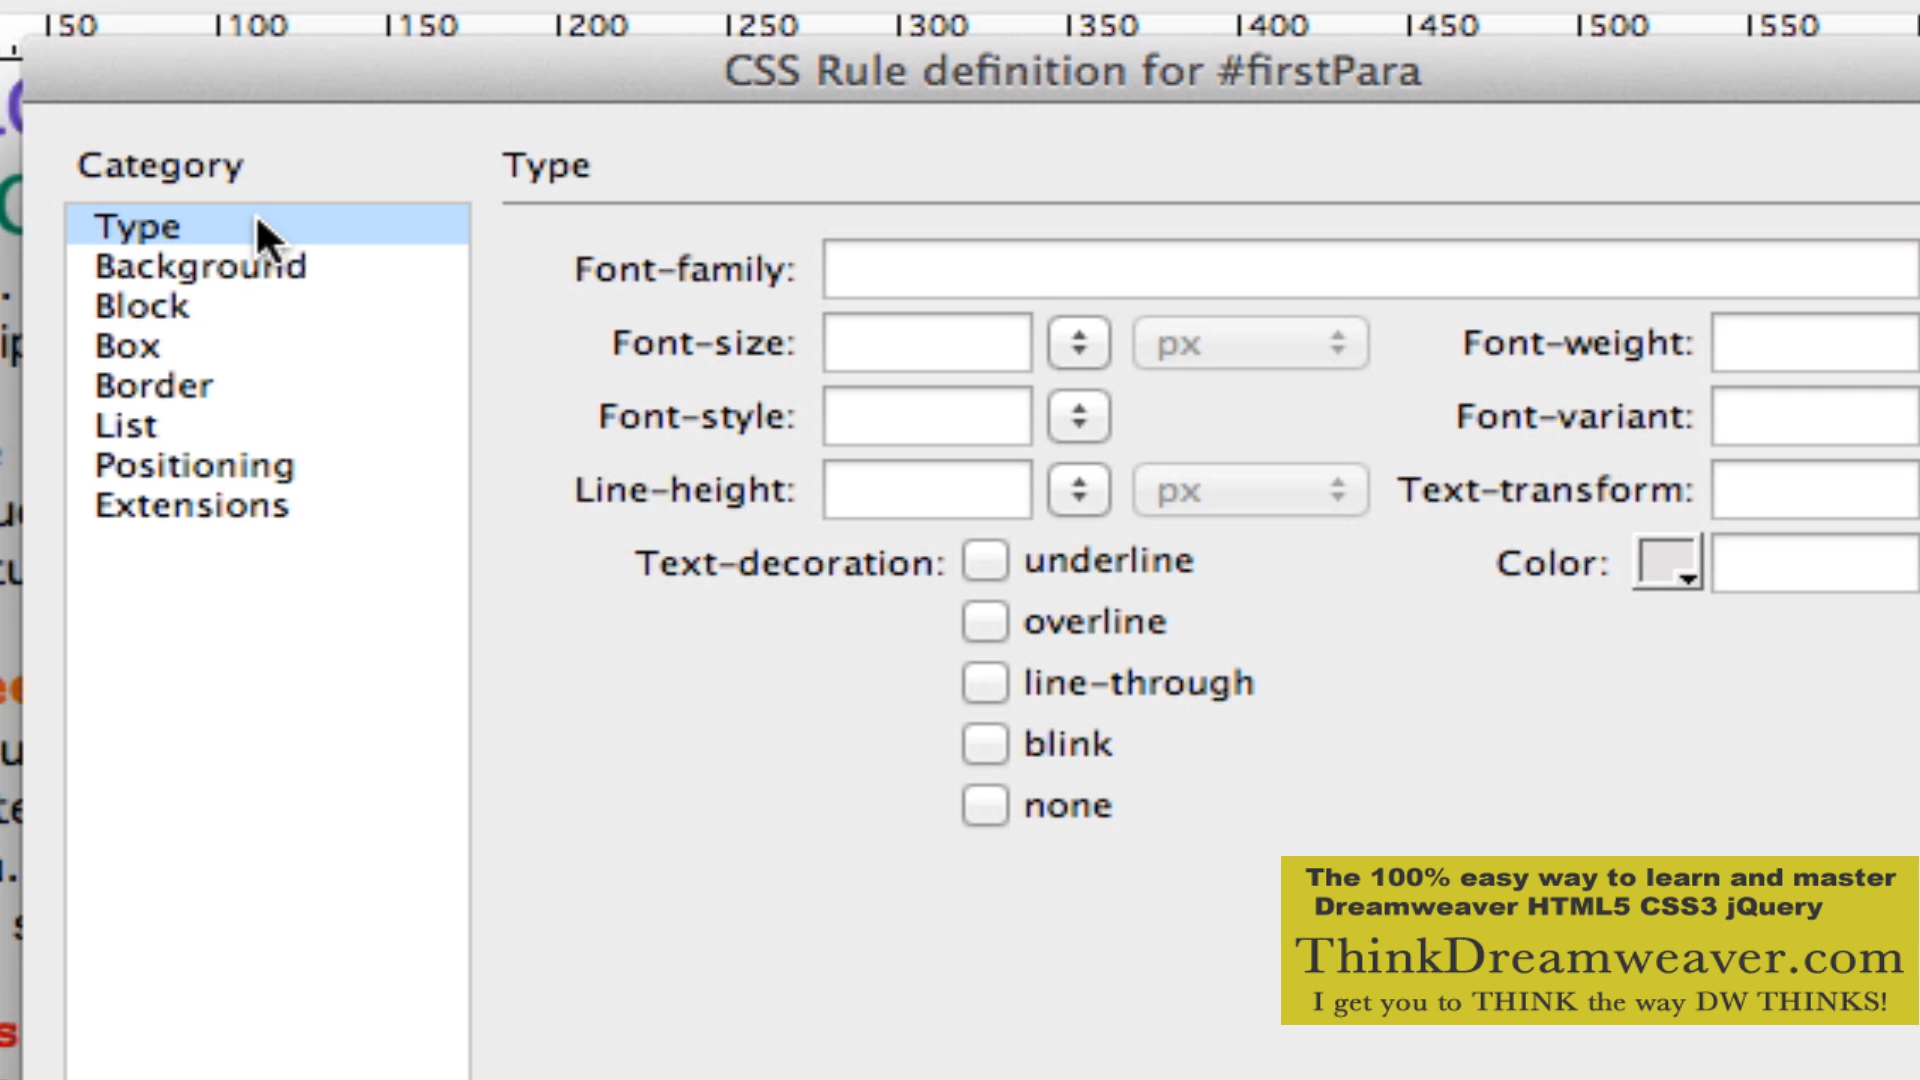 50 100 150 200 250 300 350 400 450 500 550
CSS Rule definition for #firstPara
Category
Type
Background
Block
Box
Border
List
Positioning
Extensions
Type
Font-family:
Font-size: px Font-weight:
Font-style: Font-variant:
Line-height: px Text-transform:
Text-decoration: underline Color:
overline
line-through
blink
none
The 100% easy way to learn and master
Dreamweaver HTML5 CSS3 jQuery
ThinkDreamweaver.com
I get you to THINK the way DW THINKS!